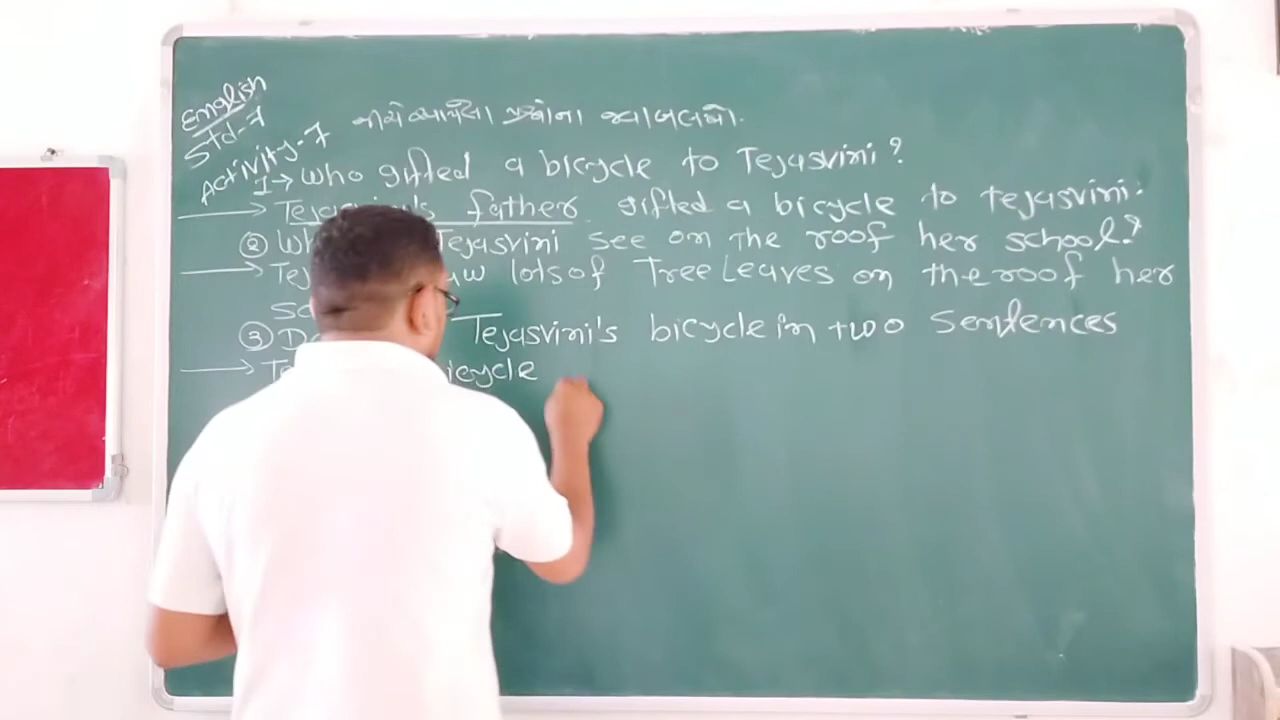 English
Std-7
Activity-7
નીચે આપેલા પ્રશ્નોના જવાબ લખો.
1→ Who gifted a bicycle to Tejasvini?
→ Tejasvini's father gifted a bicycle to tejasvini.
② Tejasvini see on the roof her school?
→ lots of Tree Leaves on the roof her
③ Tejasvini's bicycle in two Sentences
→ bicycle